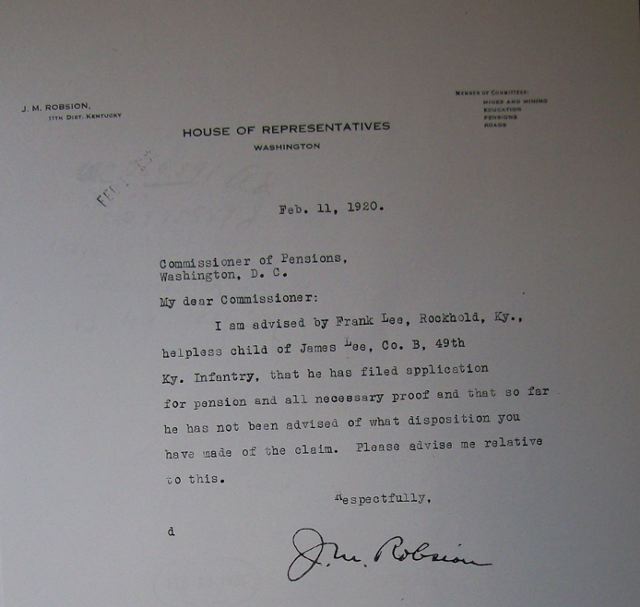 J. M. ROBSION,
11TH DIST. KENTUCKY
MEMBER OF COMMITTEE:
MINES AND MINING
EDUCATION
PENSIONS
ROADS
HOUSE OF REPRESENTATIVES
WASHINGTON
FEB
Feb. 11, 1920.
Commissioner of Pensions,
Washington, D. C.
My dear Commissioner:
I am advised by Frank Lee, Rockhold, Ky.,
helpless child of James Lee, Co. B, 49th
Ky. Infantry, that he has filed application
for pension and all necessary proof and that so far
he has not been advised of what disposition you
have made of the claim. Please advise me relative
to this.
Respectfully,
d
J. M. Robsion